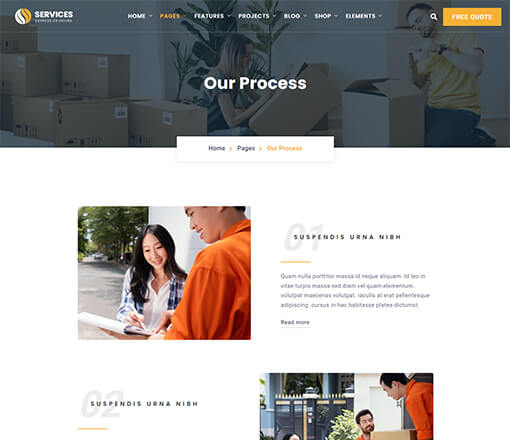 SERVICES
EXPRESS 24 HOURS
HOME PAGES FEATURES PROJECTS BLOG SHOP ELEMENTS
FREE QUOTE
Our Process
Home Pages Our Process
01
SUSPENDIS URNA NIBH
Quam nulla porttitor massa id neque aliquam. Id leo in
vitae turpis massa sed diam vel quam elementum.
volutpat maecenas volutpat. iaculis at erat pellentesque
adipiscing. cursus in hac habitasse platea dictumst.
Read more
02
SUSPENDIS URNA NIBH